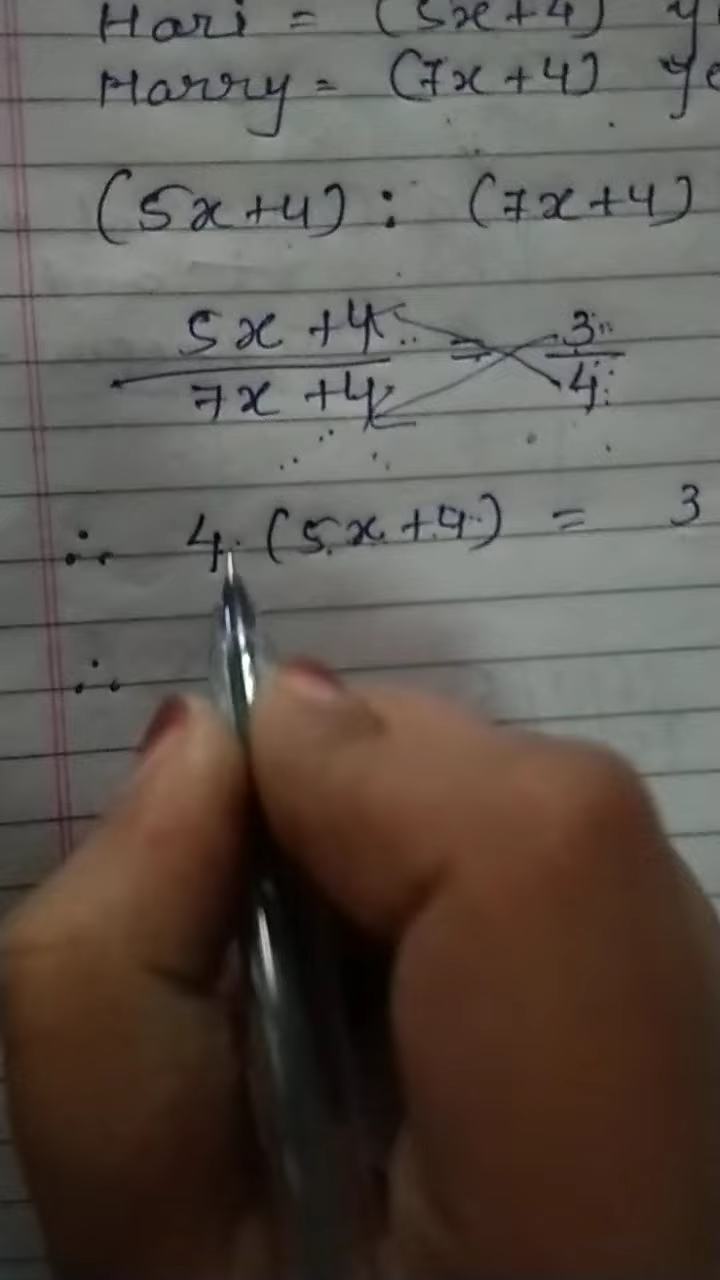 Hari = (5x+4)
Harry = (7x+4) Ye
(5x+4) : (7x+4)
5x+4 = 3
7x+4 4
∴ 4 (5x+4) = 3
∴